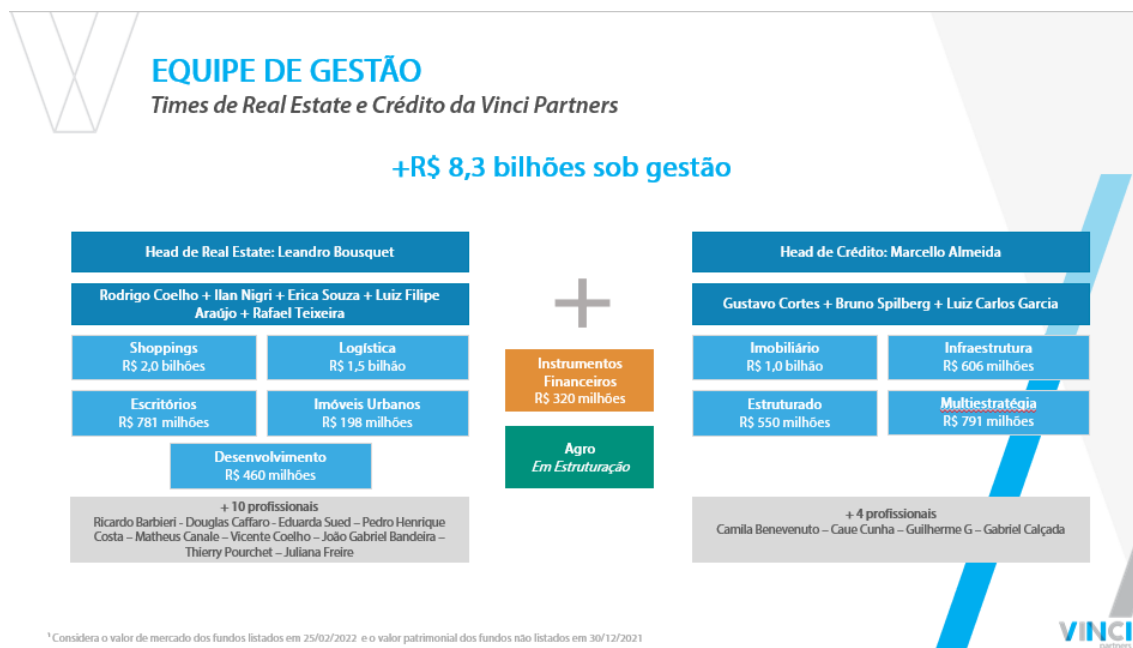 EQUIPE DE GESTÃO
Times de Real Estate e Crédito da Vinci Partners
+R$ 8,3 bilhões sob gestão
Head de Real Estate: Leandro Bousquet
Rodrigo Coelho + Ilan Nigri + Erica Souza + Luiz Filipe
Araújo + Rafael Teixeira
Shoppings
R$ 2,0 bilhões
Logística
R$ 1,5 bilhão
Escritórios
R$ 781 milhões
Imóveis Urbanos
R$ 198 milhões
Desenvolvimento
R$ 460 milhões
+ 10 profissionais
Ricardo Barbieri - Douglas Caffaro - Eduarda Sued – Pedro Henrique
Costa – Matheus Canale – Vicente Coelho – João Gabriel Bandeira –
Thierry Pourchet – Juliana Freire
+
Instrumentos
Financeiros
R$ 320 milhões
Agro
Em Estruturação
Head de Crédito: Marcello Almeida
Gustavo Cortes + Bruno Spilberg + Luiz Carlos Garcia
Imobiliário
R$ 1,0 bilhão
Infraestrutura
R$ 606 milhões
Estruturado
R$ 550 milhões
Multiestratégia
R$ 791 milhões
+ 4 profissionais
Camila Benevenuto – Caue Cunha – Guilherme G – Gabriel Calçada
¹ Considera o valor de mercado dos fundos listados em 25/02/2022 e o valor patrimonial dos fundos não listados em 30/12/2021
VINCI
partners